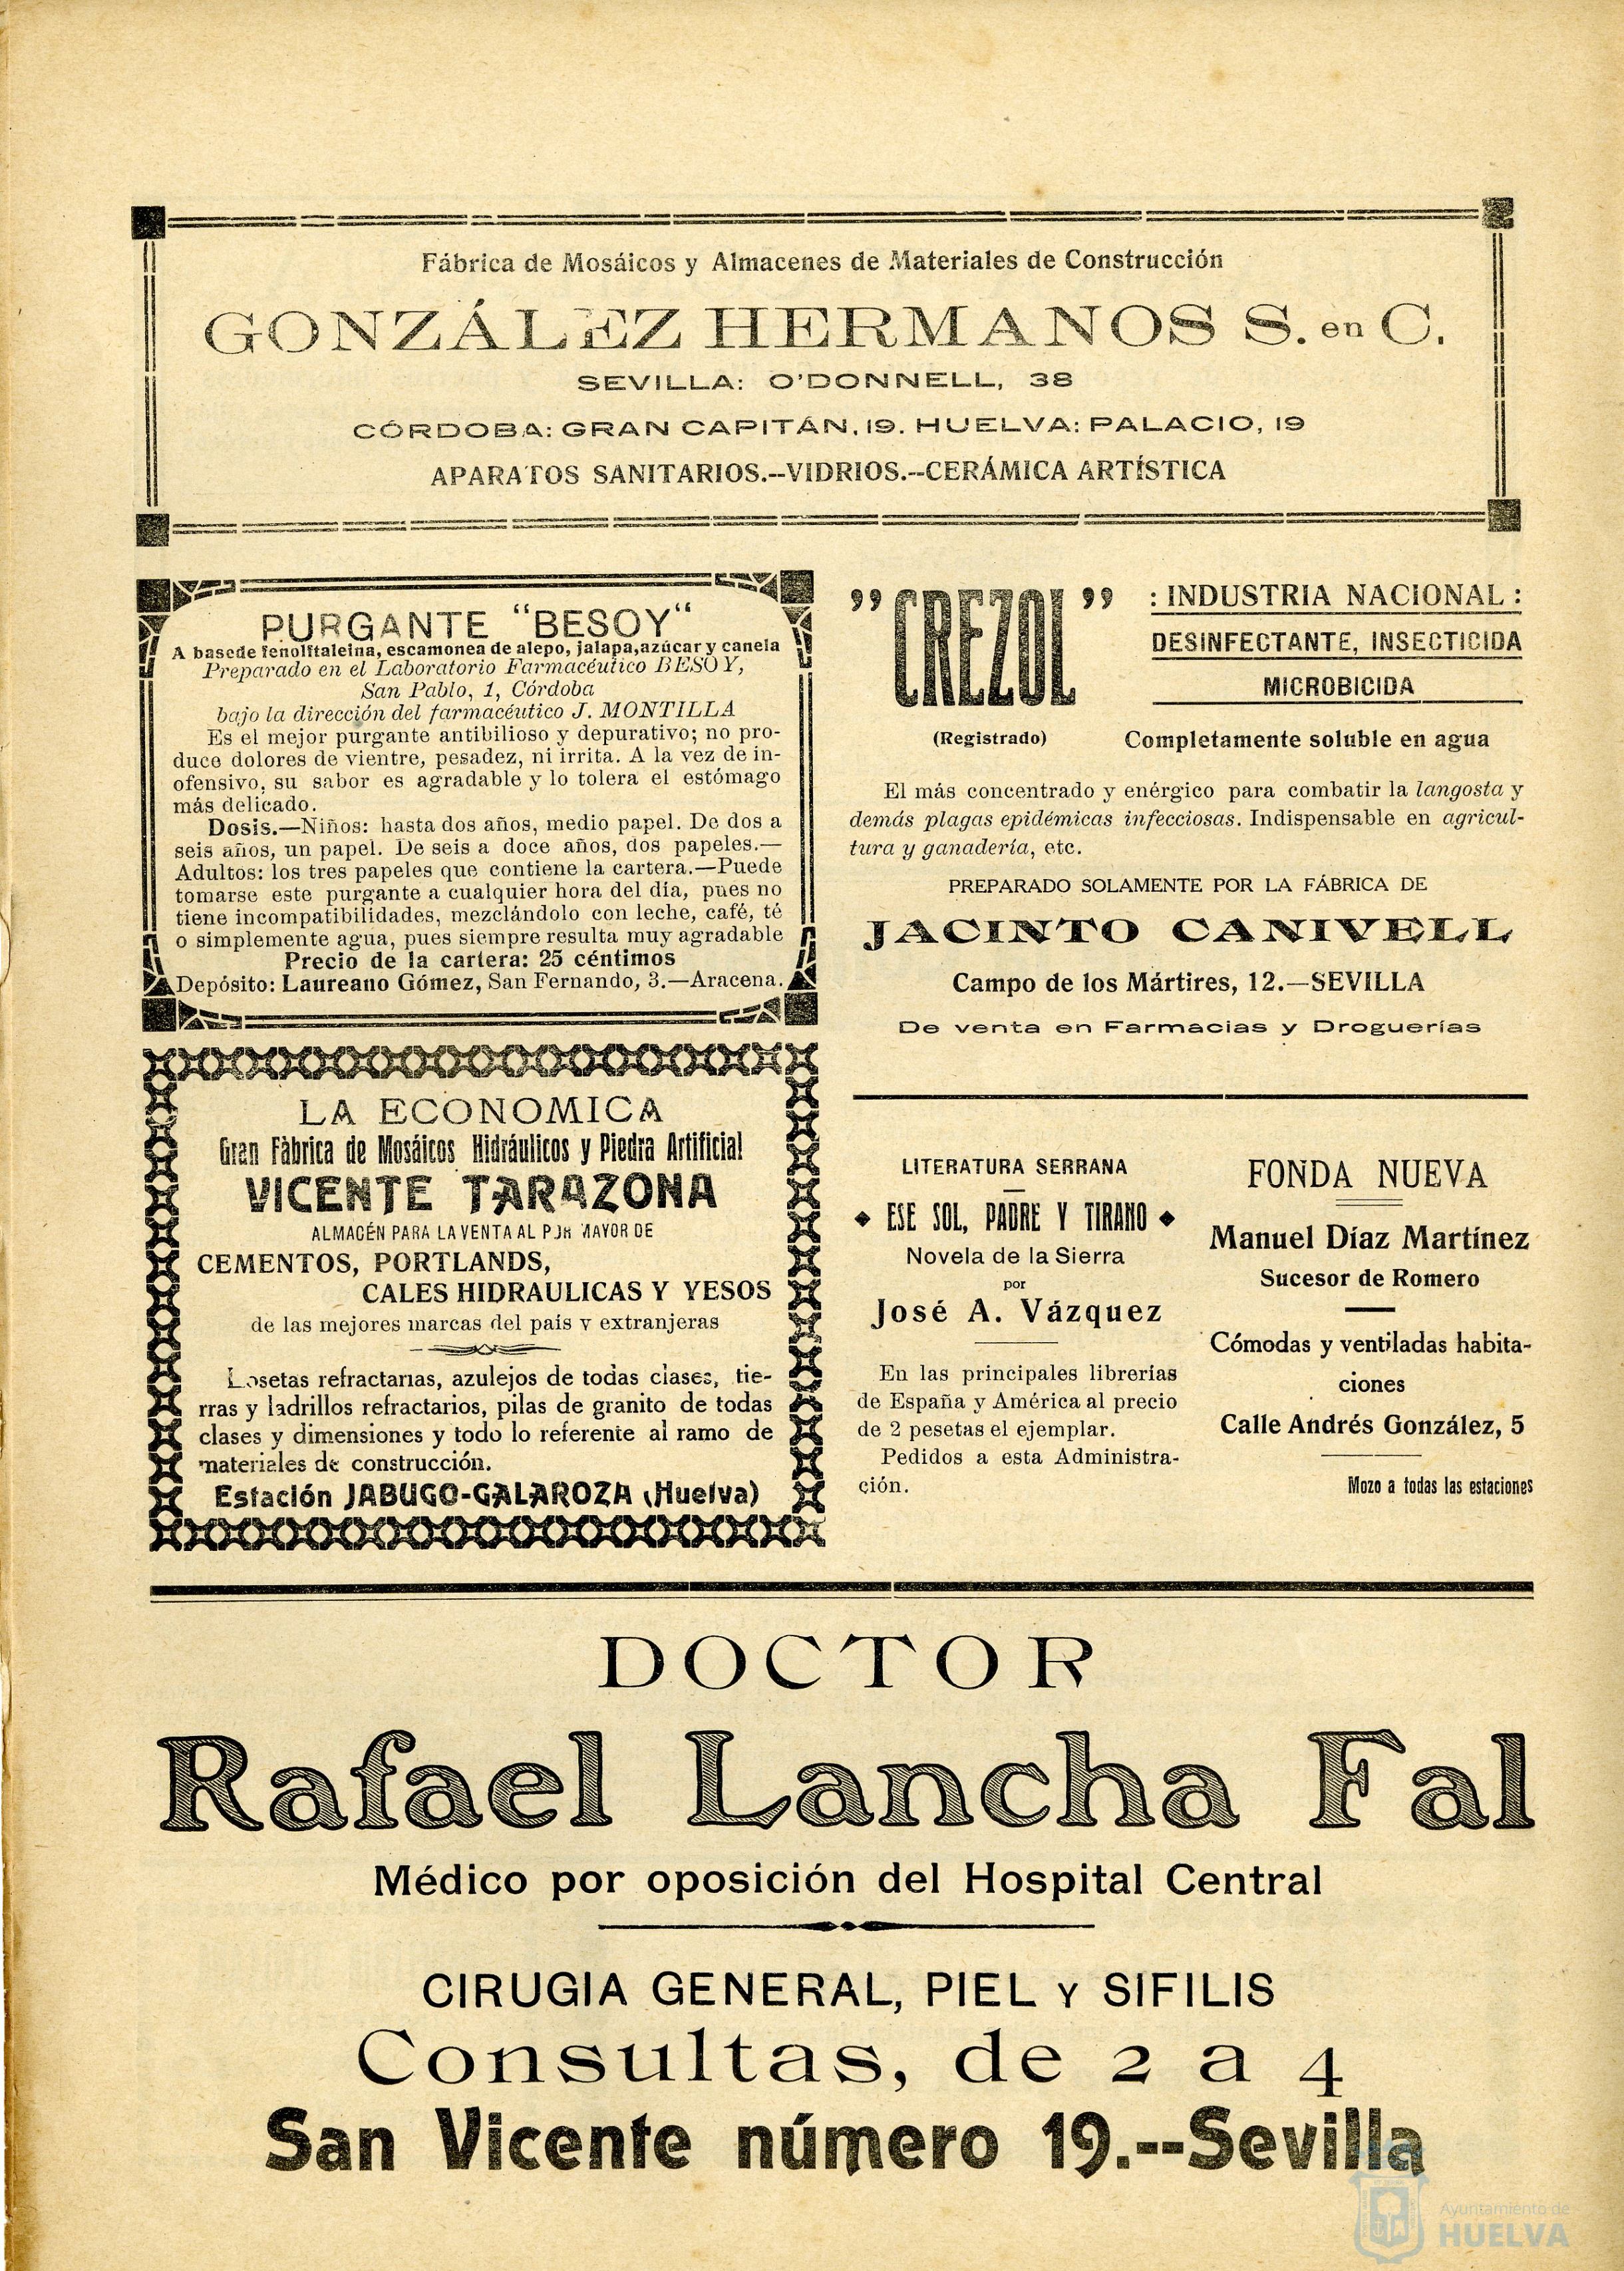 Fábrica de Mosáicos y Almacenes de Materiales de Construcción
GONZÁLEZ HERMANOS S. en C.
SEVILLA: O'DONNELL, 38
CÓRDOBA: GRAN CAPITÁN, 19. HUELVA: PALACIO, 19
APARATOS SANITARIOS.--VIDRIOS.--CERÁMICA ARTÍSTICA
PURGANTE “BESOY“
A base de fenolftaleina, escamonea de alepo, jalapa, azúcar y canela
Preparado en el Laboratorio Farmacéutico BESOY,
San Pablo, 1, Córdoba
bajo la dirección del farmacéutico J. MONTILLA
Es el mejor purgante antibilioso y depurativo; no pro-
duce dolores de vientre, pesadez, ni irrita. A la vez de in-
ofensivo, su sabor es agradable y lo tolera el estómago
más delicado.
Dosis.—Niños: hasta dos años, medio papel. De dos a
seis años, un papel. De seis a doce años, dos papeles.—
Adultos: los tres papeles que contiene la cartera.—Puede
tomarse este purgante a cualquier hora del día, pues no
tiene incompatibilidades, mezclándolo con leche, café, té
o simplemente agua, pues siempre resulta muy agradable
Precio de la cartera: 25 céntimos
Depósito: Laureano Gómez, San Fernando, 3.—Aracena.
”CREZOL”
(Registrado)
: INDUSTRIA NACIONAL :
DESINFECTANTE, INSECTICIDA
MICROBICIDA
Completamente soluble en agua
El más concentrado y enérgico para combatir la langosta y
demás plagas epidémicas infecciosas. Indispensable en agricul-
tura y ganadería, etc.
PREPARADO SOLAMENTE POR LA FÁBRICA DE
JACINTO CANIVELL
Campo de los Mártires, 12.—SEVILLA
De venta en Farmacias y Droguerías
LA ECONOMICA
Gran Fàbrica de Mosáicos Hidráulicos y Piedra Artificial
VICENTE TARAZONA
ALMACÉN PARA LA VENTA AL POR MAYOR DE
CEMENTOS, PORTLANDS,
CALES HIDRAULICAS Y YESOS
de las mejores marcas del pais y extranjeras
Losetas refractarias, azulejos de todas clases, tie-
rras y ladrillos refractarios, pilas de granito de todas
clases y dimensiones y todo lo referente al ramo de
materiales de construcción.
Estación JABUGO-GALAROZA (Huelva)
LITERATURA SERRANA
ESE SOL, PADRE Y TIRANO
Novela de la Sierra
por
José A. Vázquez
En las principales librerías
de España y América al precio
de 2 pesetas el ejemplar.
Pedidos a esta Administra-
ción.
FONDA NUEVA
Manuel Díaz Martínez
Sucesor de Romero
Cómodas y ventiladas habita-
ciones
Calle Andrés González, 5
Mozo a todas las estaciones
DOCTOR
Rafael Lancha Fal
Médico por oposición del Hospital Central
CIRUGIA GENERAL, PIEL Y SIFILIS
Consultas, de 2 a 4
San Vicente número 19.--Sevilla
Ayuntamiento de
HUELVA